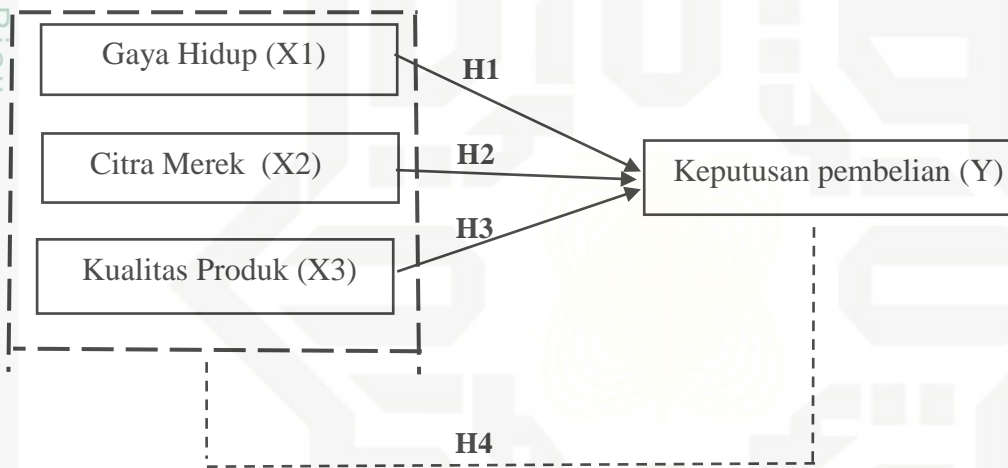 Gaya Hidup (X1)
H1
Citra Merek (X2)
H2
Keputusan pembelian (Y)
H3
Kualitas Produk (X3)
H4